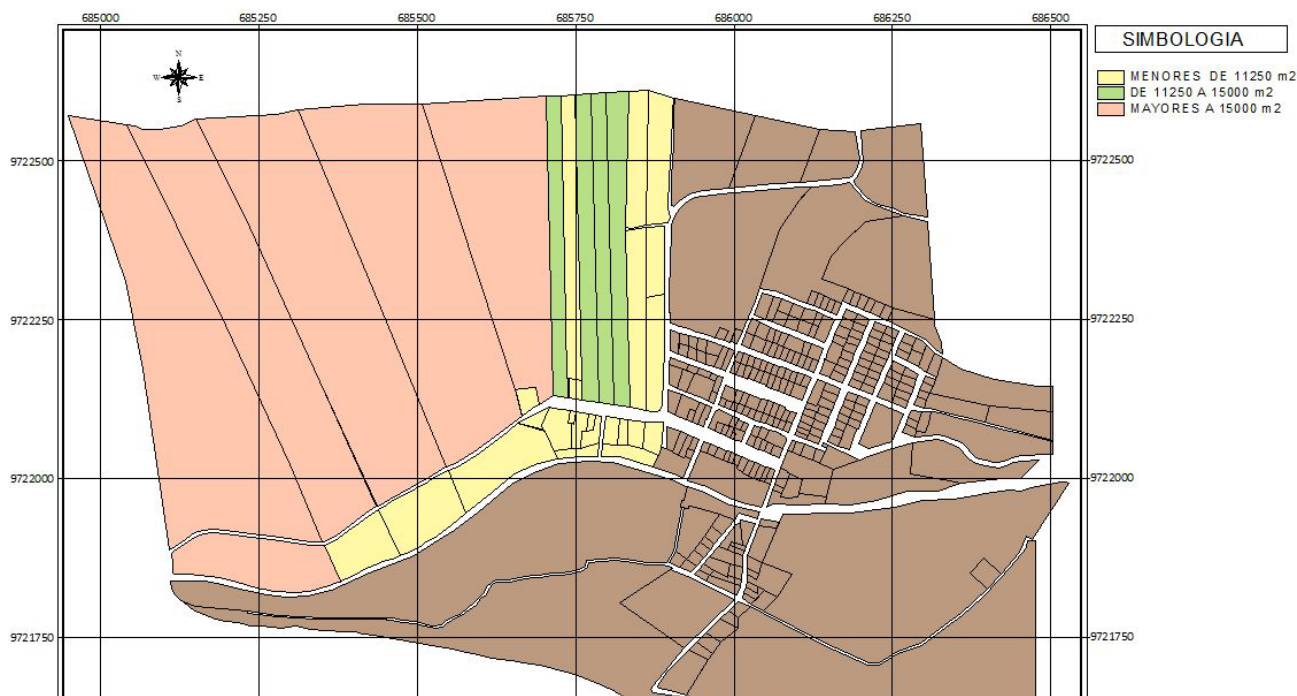 685000 685250 685500 685750 686000 686250 686500
SIMBOLOGIA
N
W E
S
MENORES DE 11250 m2
DE 11250 A 15000 m2
MAYORES A 15000 m2
9722500 9722500
9722250 9722250
9722000 9722000
9721750 9721750